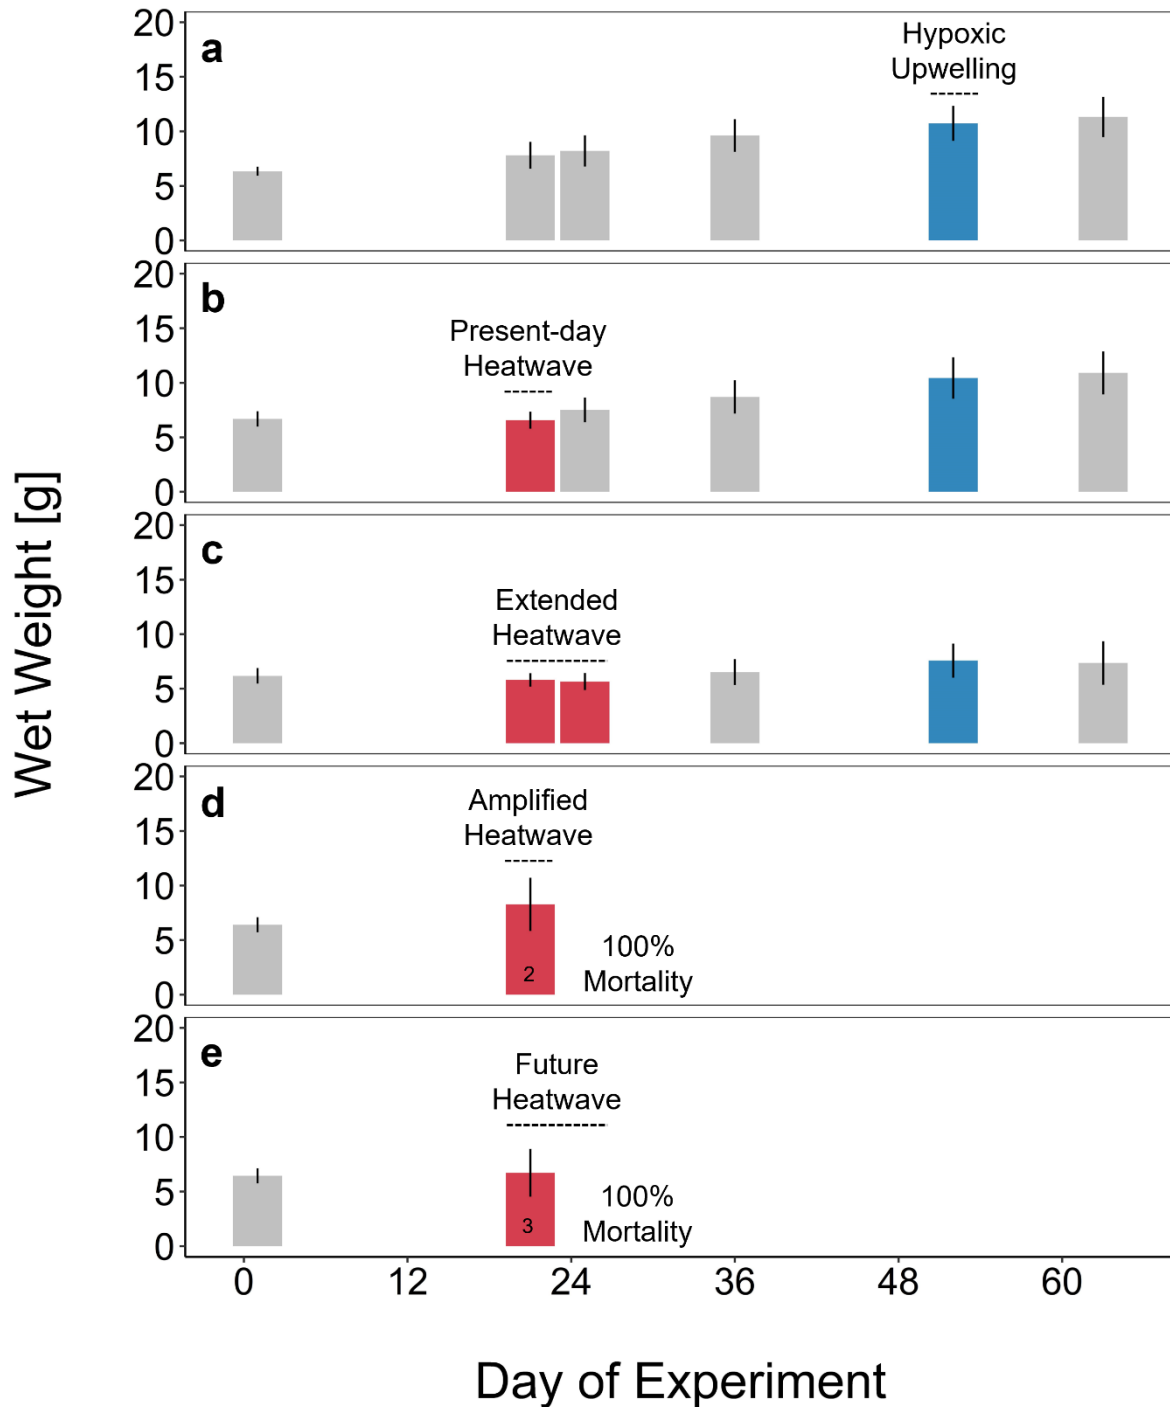 Wet Weight [g]
a
20
15
10
5
0
Hypoxic
Upwelling
b
20
15
10
5
0
Present-day
Heatwave
c
20
15
10
5
0
Extended
Heatwave
d
20
15
10
5
0
Amplified
Heatwave
2
100%
Mortality
e
20
15
10
5
0
Future
Heatwave
3
100%
Mortality
0 12 24 36 48 60
Day of Experiment